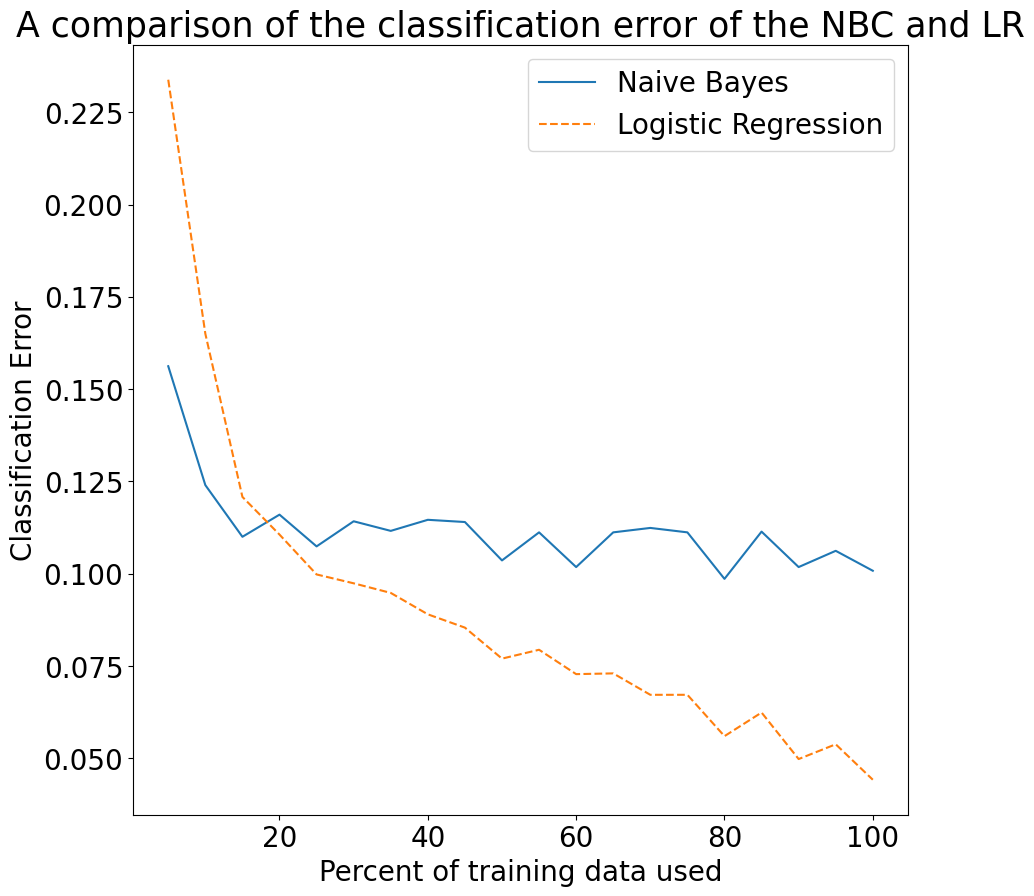 A comparison of the classification error of the NBC and LR
Naive Bayes
Logistic Regression
Classification Error
0.225
0.200
0.175
0.150
0.125
0.100
0.075
0.050
20
40
60
80
100
Percent of training data used